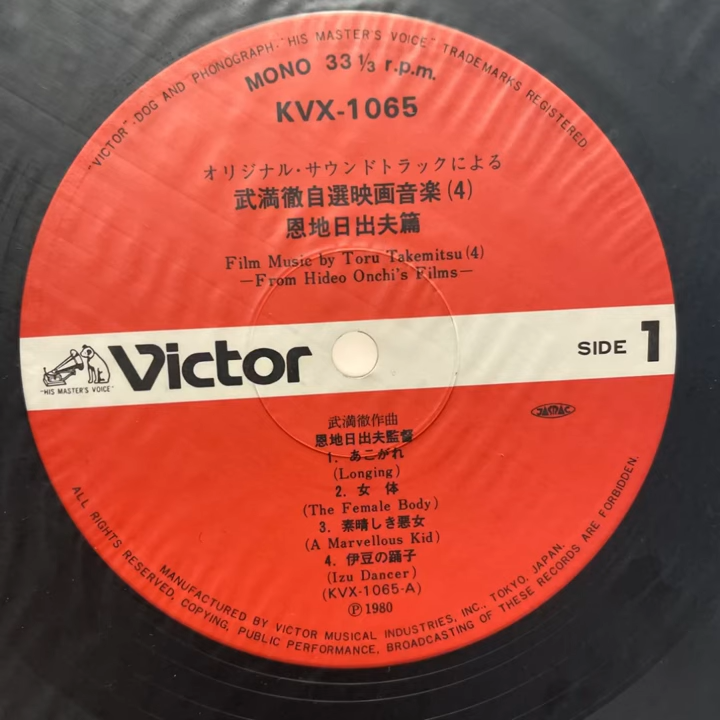 "VICTOR"-DOG AND PHONOGRAPH-"HIS MASTER'S VOICE" TRADE MARKS REGISTERED
MONO 33 1/3 r.p.m.
KVX-1065
オリジナル・サウンドトラックによる
武満徹自選映画音楽(4)
恩地日出夫篇
Film Music by Toru Takemitsu(4)
—From Hideo Onchi's Films—
Victor
"HIS MASTER'S VOICE"
SIDE 1
JASRAC
武満徹作曲
恩地日出夫監督
1. あこがれ
(Longing)
2. 女 体
(The Female Body)
3. 素晴しき悪女
(A Marvellous Kid)
4. 伊豆の踊子
(Izu Dancer)
(KVX-1065-A)
Ⓟ1980
MANUFACTURED BY VICTOR MUSICAL INDUSTRIES, INC., TOKYO, JAPAN.
ALL RIGHTS RESERVED, COPYING, PUBLIC PERFORMANCE, BROADCASTING OF THESE RECORDS ARE FORBIDDEN.